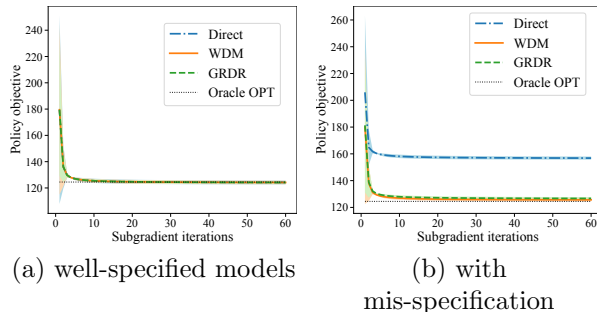 Policy objective
240
220
200
180
160
140
120
0 10 20 30 40 50 60
Subgradient iterations
Direct
WDM
GRDR
Oracle OPT
(a) well-specified models
Policy objective
260
240
220
200
180
160
140
120
0 10 20 30 40 50 60
Subgradient iterations
Direct
WDM
GRDR
Oracle OPT
(b) with
mis-specification